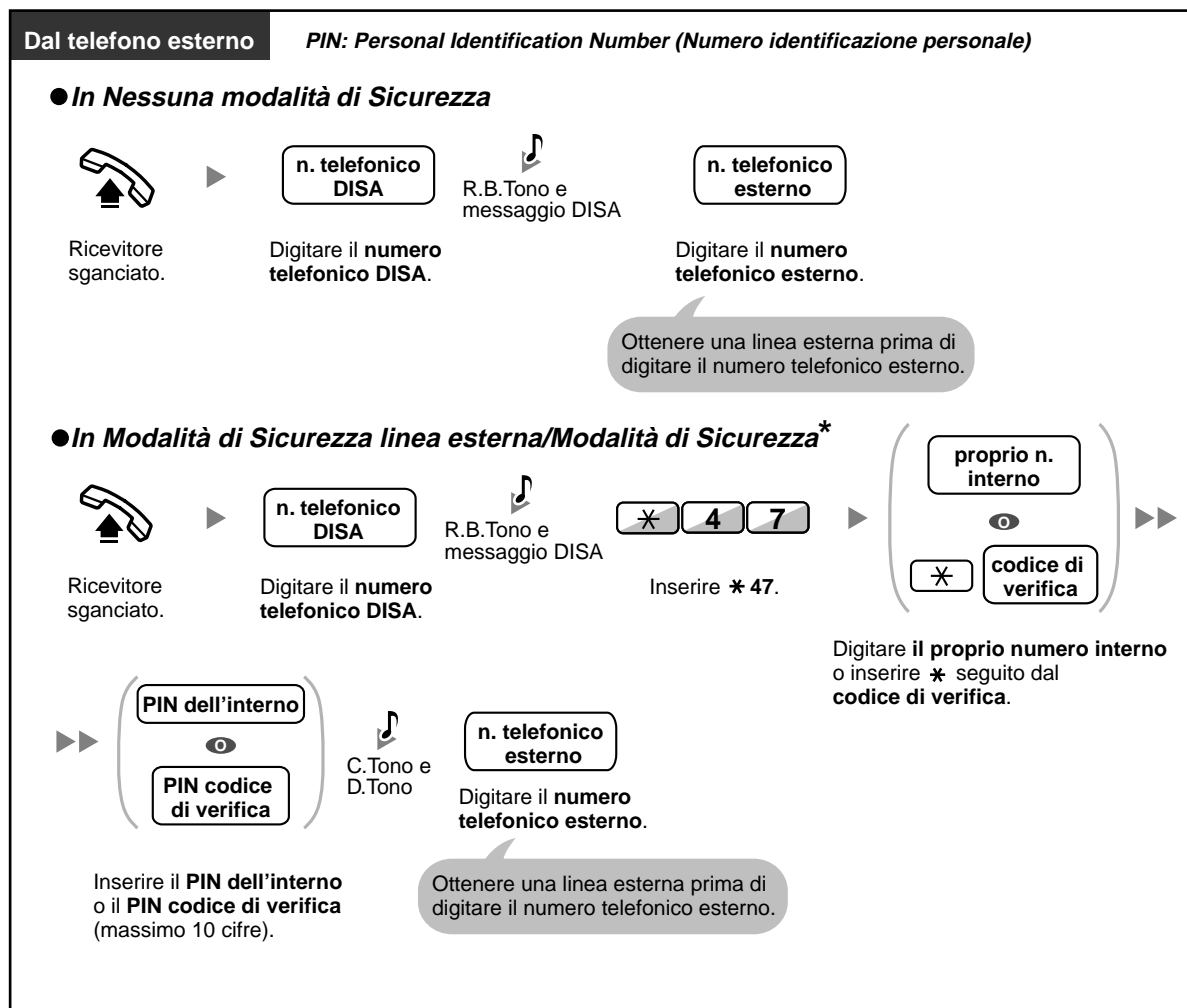 Dal telefono esterno
PIN: Personal Identification Number (Numero identificazione personale)
●In Nessuna modalità di Sicurezza
n. telefonico
DISA
R.B.Tono e
messaggio DISA
n. telefonico
esterno
Ricevitore
sganciato.
Digitare il numero
telefonico DISA.
Digitare il numero
telefonico esterno.
Ottenere una linea esterna prima di
digitare il numero telefonico esterno.
●In Modalità di Sicurezza linea esterna/Modalità di Sicurezza*
n. telefonico
DISA
R.B.Tono e
messaggio DISA
* 4 7
proprio n.
interno
O
* codice di
verifica
Ricevitore
sganciato.
Digitare il numero
telefonico DISA.
Inserire * 47.
Digitare il proprio numero interno
o inserire * seguito dal
codice di verifica.
PIN dell'interno
O
PIN codice
di verifica
C.Tono e
D.Tono
n. telefonico
esterno
Digitare il numero
telefonico esterno.
Inserire il PIN dell'interno
o il PIN codice di verifica
(massimo 10 cifre).
Ottenere una linea esterna prima di
digitare il numero telefonico esterno.